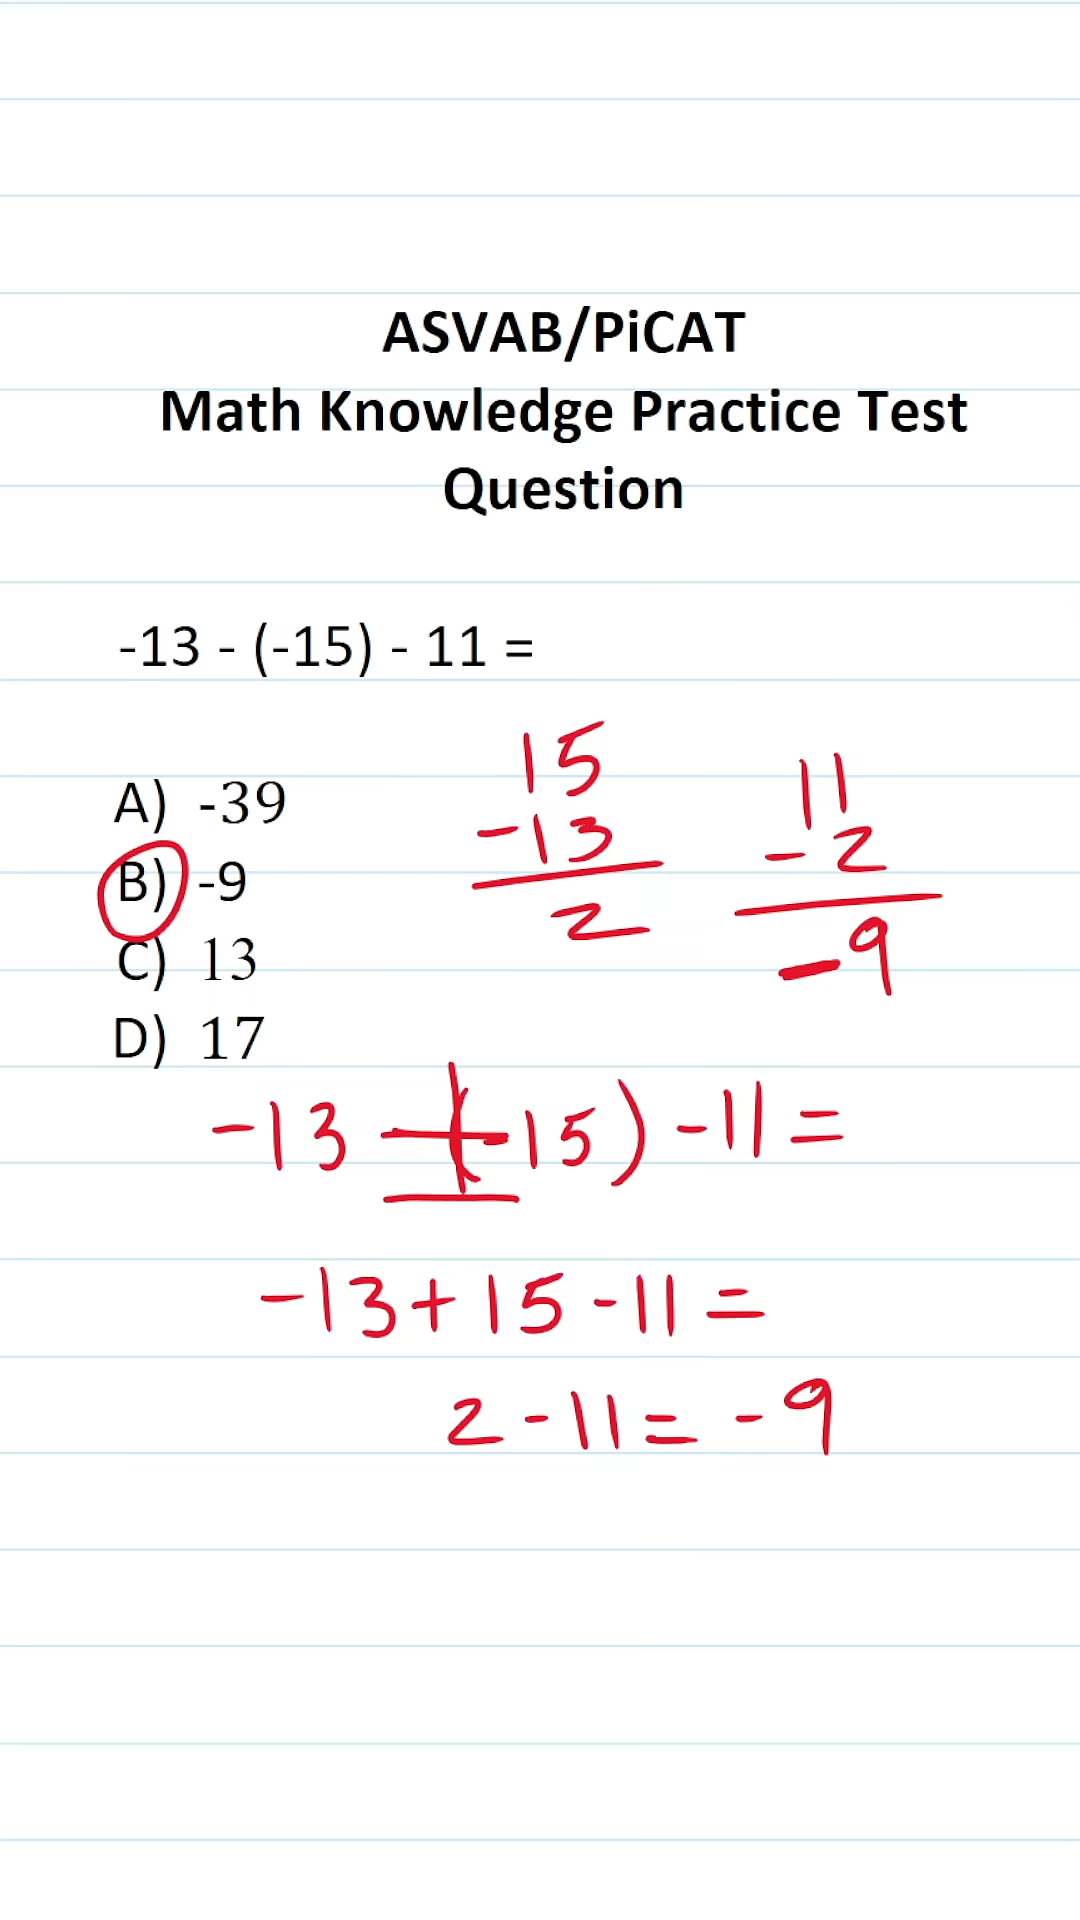 ASVAB/PiCAT
Math Knowledge Practice Test
Question
-13 - (-15) - 11 =
A) -39
B) -9
C) 13
D) 17
15
-13
2
11
-2
-9
-13 -(-15) -11 =
-13+15-11=
2-11= -9